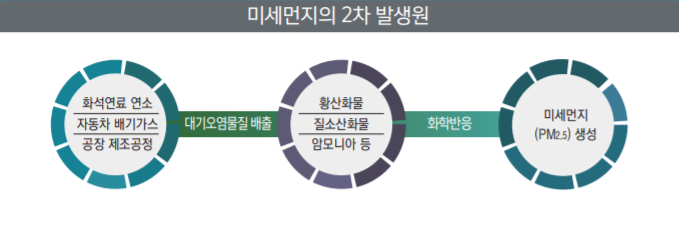 미세먼지의 2차 발생원
화석연료 연소
자동차 배기가스
공장 제조공정
대기오염물질 배출
황산화물
질소산화물
암모니아 등
화학반응
미세먼지
(PM2.5) 생성